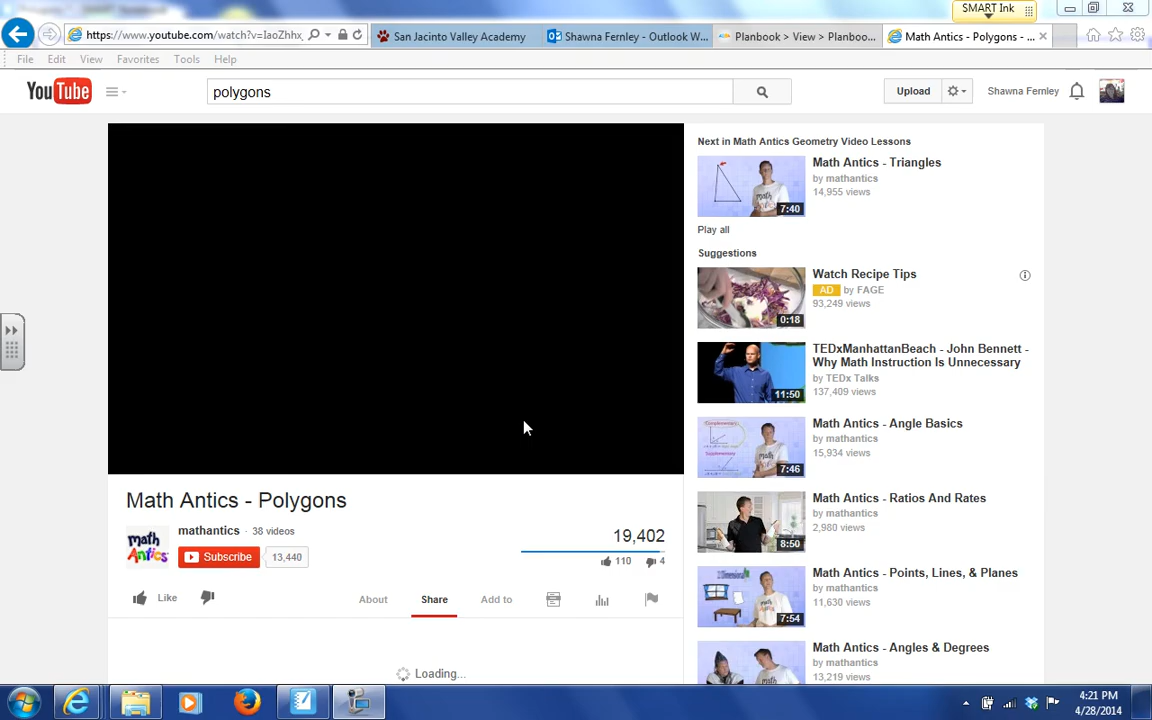 SMART Ink
https://www.youtube.com/watch?v=IaoZhhx
San Jacinto Valley Academy
Shawna Fernley - Outlook W...
Planbook > View > Planboo...
Math Antics - Polygons - ...
File Edit View Favorites Tools Help
YouTube
polygons
Upload
Shawna Fernley
Next in Math Antics Geometry Video Lessons
Math Antics - Triangles
by mathantics
14,955 views
7:40
Play all
Suggestions
Watch Recipe Tips
AD by FAGE
93,249 views
0:18
TEDxManhattanBeach - John Bennett -
Why Math Instruction Is Unnecessary
by TEDx Talks
137,409 views
11:50
Math Antics - Angle Basics
by mathantics
15,934 views
7:46
Math Antics - Ratios And Rates
by mathantics
2,980 views
8:50
Math Antics - Points, Lines, & Planes
by mathantics
11,630 views
7:54
Math Antics - Angles & Degrees
by mathantics
13,219 views
Math Antics - Polygons
math
Antics
mathantics · 38 videos
Subscribe 13,440
19,402
110 4
Like
About Share Add to
Loading...
4:21 PM
4/28/2014